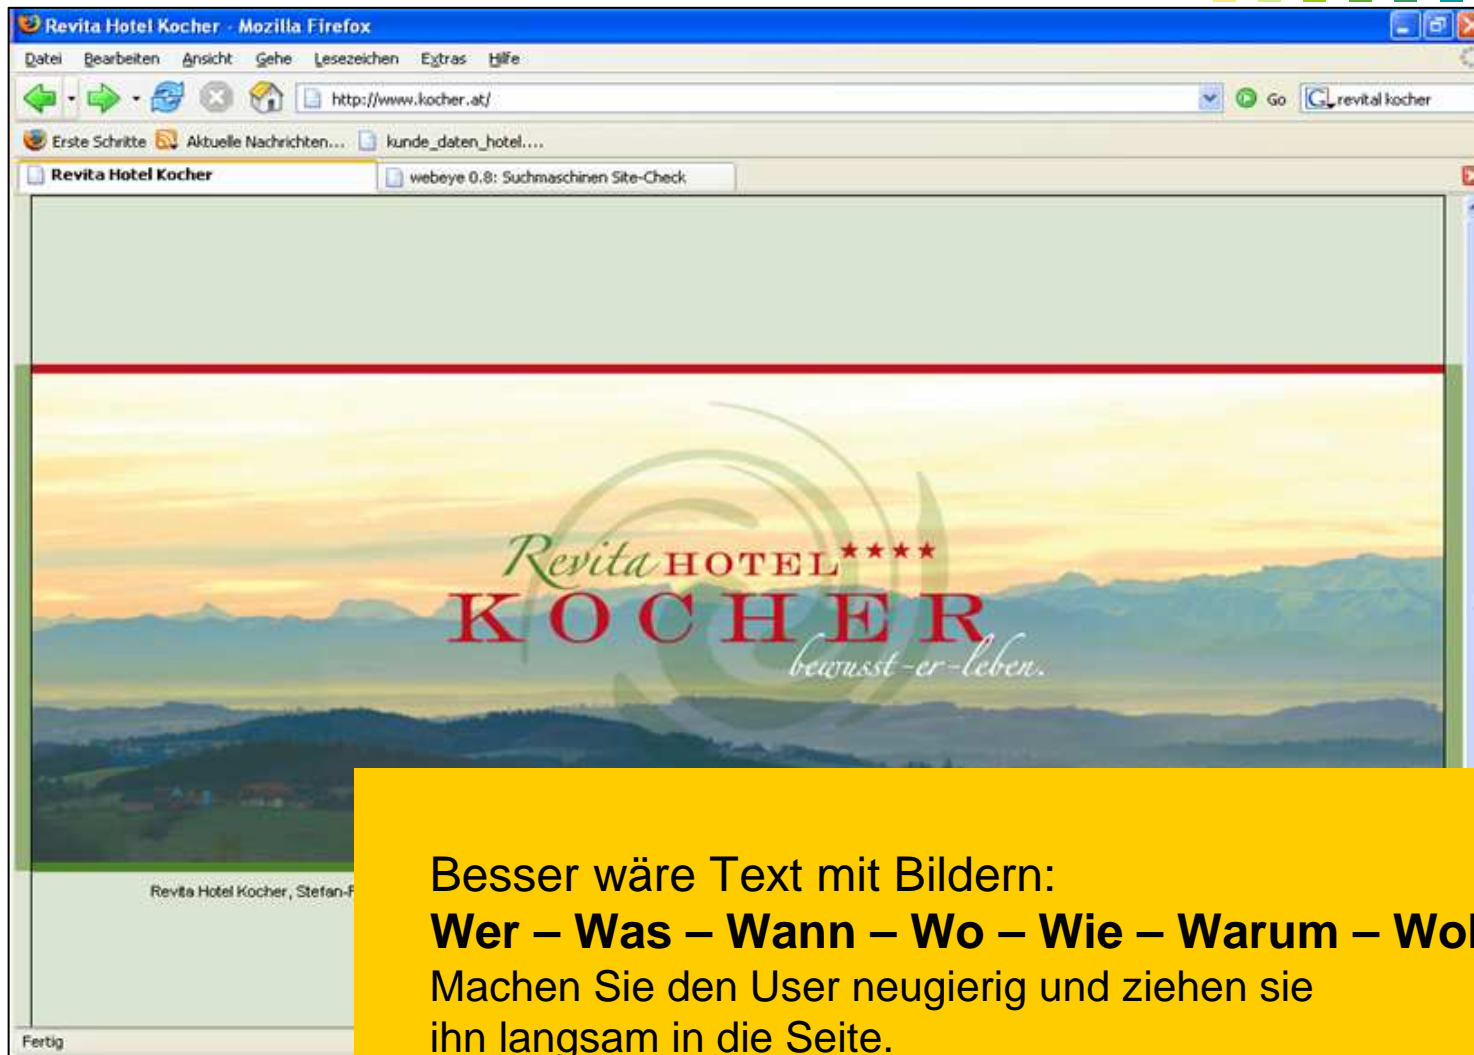 Revita Hotel Kocher - Mozilla Firefox
Datei Bearbeiten Ansicht Gehe Lesezeichen Extras Hilfe
http://www.kocher.at/ Go G revital kocher
Erste Schritte Aktuelle Nachrichten... kunde_daten_hotel....
Revita Hotel Kocher webeye 0.8: Suchmaschinen Site-Check
Revita HOTEL****
KOCHER
bewusst-er-leben.
Revita Hotel Kocher, Stefan-
Besser wäre Text mit Bildern:
Wer – Was – Wann – Wo – Wie – Warum –
Machen Sie den User neugierig und ziehen sie
ihn langsam in die Seite.
Fertig